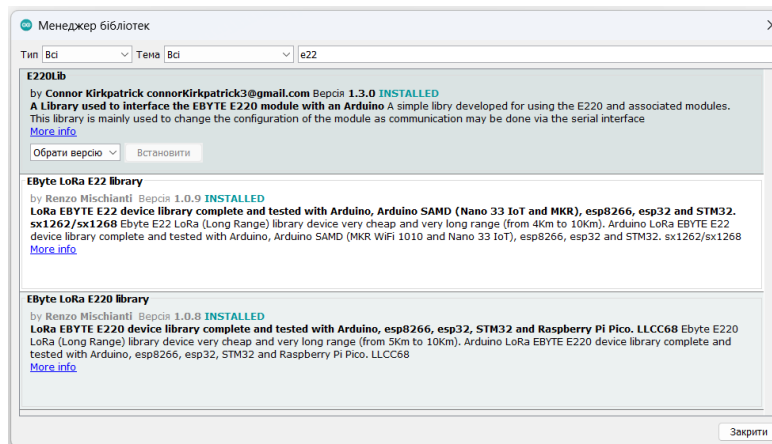 Менеджер бібліотек
Тип Всі Тема Всі e22
E220Lib
by Connor Kirkpatrick connorKirkpatrick3@gmail.com Версія 1.3.0 INSTALLED
A Library used to interface the EBYTE E220 module with an Arduino A simple libry developed for using the E220 and associated modules.
This library is mainly used to change the configuration of the module as communication may be done via the serial interface
More info
Обрати версію Встановити
EByte LoRa E22 library
by Renzo Mischianti Версія 1.0.9 INSTALLED
LoRa EBYTE E22 device library complete and tested with Arduino, Arduino SAMD (Nano 33 IoT and MKR), esp8266, esp32 and STM32.
sx1262/sx1268 Ebyte E22 LoRa (Long Range) library device very cheap and very long range (from 4Km to 10Km). Arduino LoRa EBYTE E22
device library complete and tested with Arduino, Arduino SAMD (MKR WiFi 1010 and Nano 33 IoT), esp8266, esp32 and STM32. sx1262/sx1268
More info
EByte LoRa E220 library
by Renzo Mischianti Версія 1.0.8 INSTALLED
LoRa EBYTE E220 device library complete and tested with Arduino, esp8266, esp32, STM32 and Raspberry Pi Pico. LLCC68 Ebyte E220
LoRa (Long Range) library device very cheap and very long range (from 5Km to 10Km). Arduino LoRa EBYTE E220 device library complete and
tested with Arduino, esp8266, esp32, STM32 and Raspberry Pi Pico. LLCC68
More info
Закрити